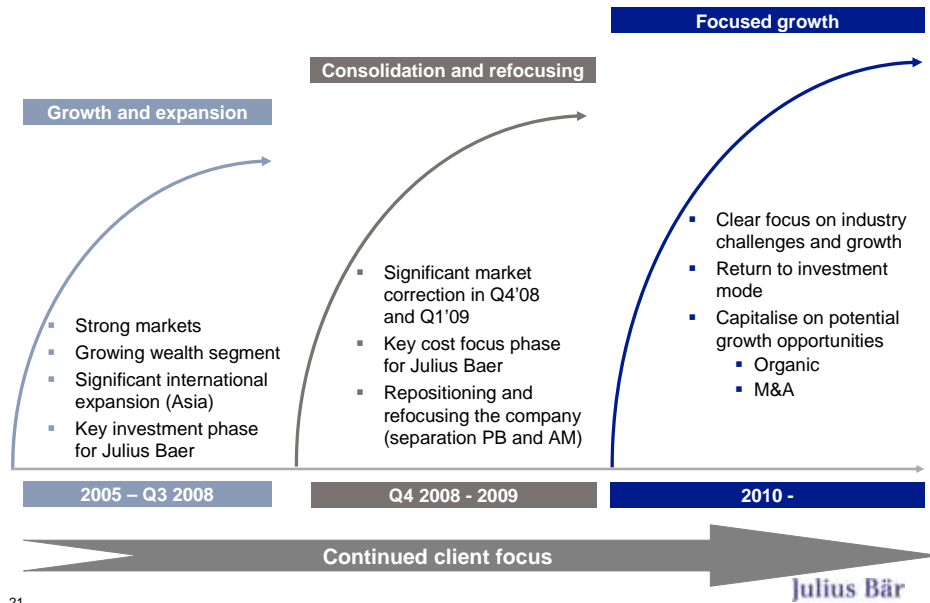 Focused growth
Consolidation and refocusing
Growth and expansion
▪ Strong markets
▪ Growing wealth segment
▪ Significant international
expansion (Asia)
▪ Key investment phase
for Julius Baer
▪ Significant market
correction in Q4’08
and Q1’09
▪ Key cost focus phase
for Julius Baer
▪ Repositioning and
refocusing the company
(separation PB and AM)
▪ Clear focus on industry
challenges and growth
▪ Return to investment
mode
▪ Capitalise on potential
growth opportunities
▪ Organic
▪ M&A
2005 – Q3 2008
Q4 2008 - 2009
2010 -
Continued client focus
21
Julius Bär